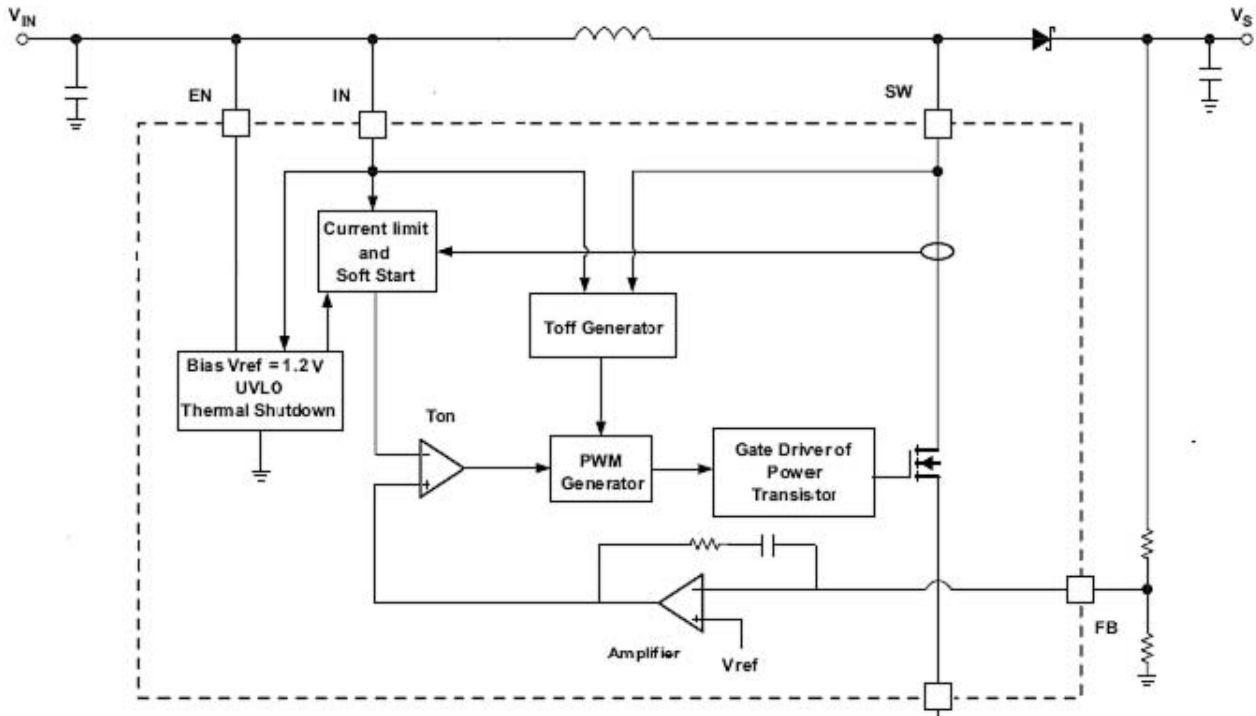 VIN
VS
EN
IN
SW
Current limit
and
Soft Start
Toff Generator
Bias Vref = 1.2 V
UVLO
Thermal Shutdown
Ton
PWM
Generator
Gate Driver of
Power
Transistor
FB
Amplifier
Vref